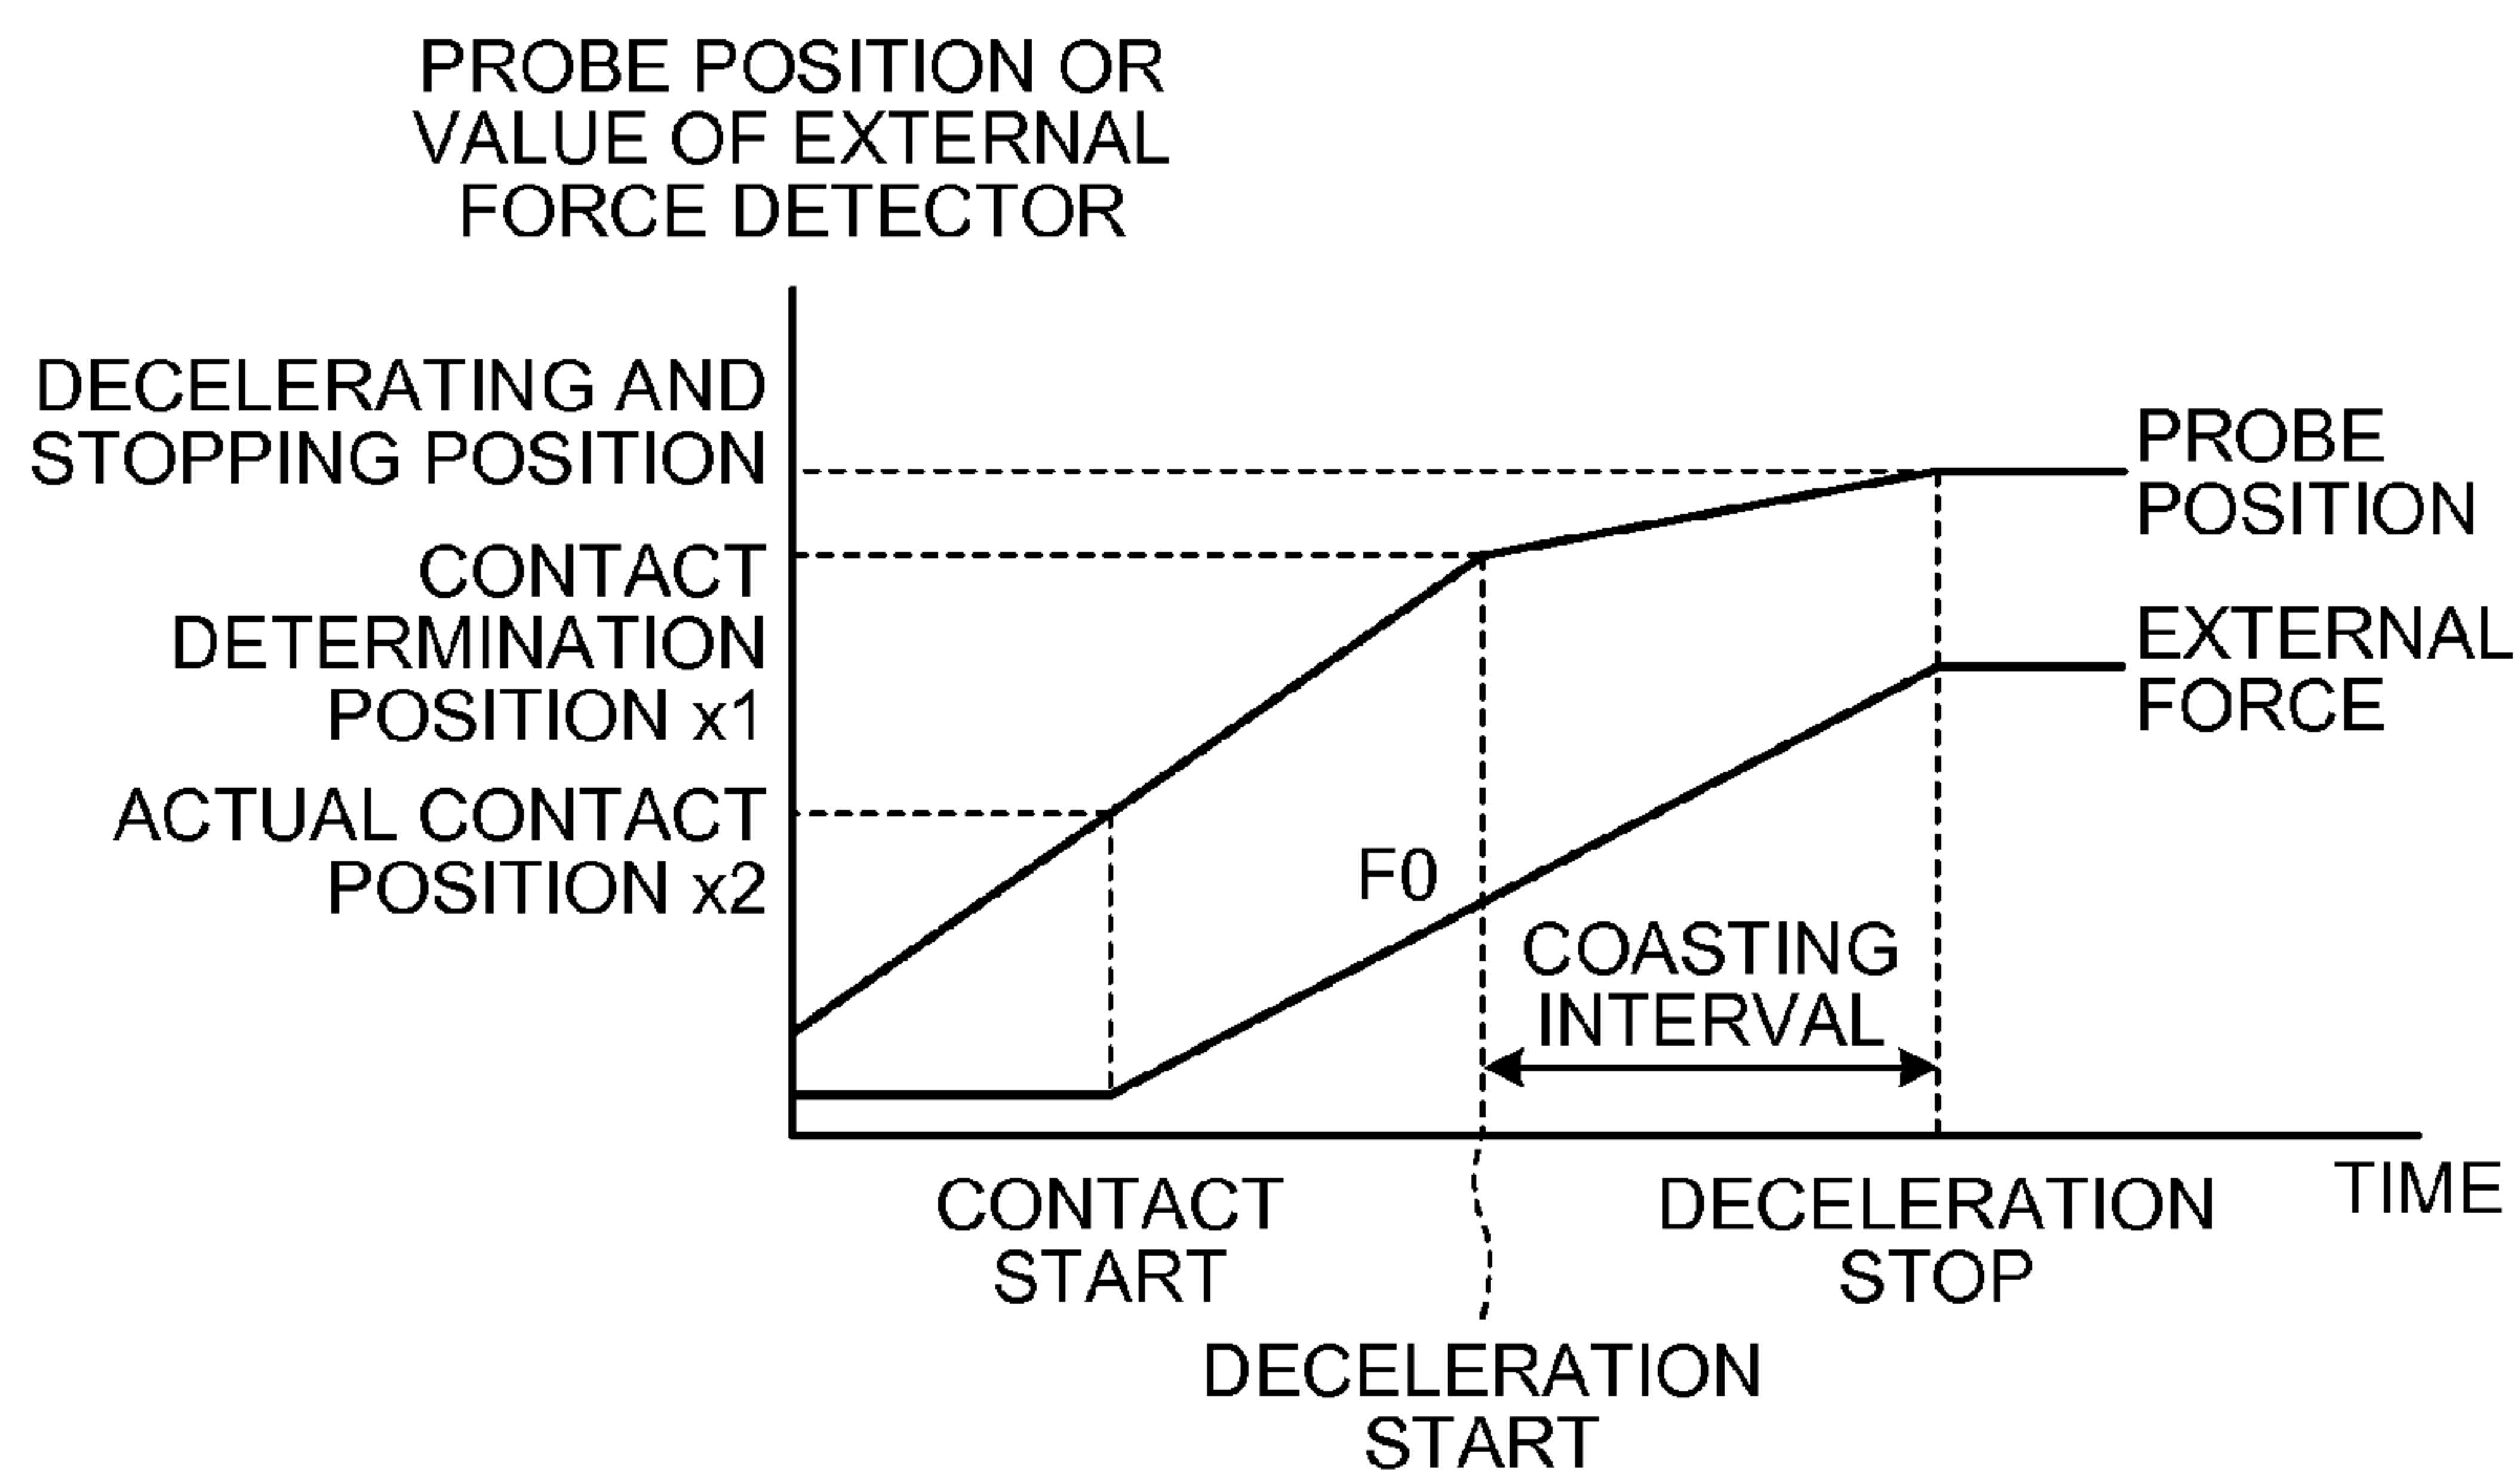 PROBE POSITION OR
VALUE OF EXTERNAL
FORCE DETECTOR
DECELERATING AND
STOPPING POSITION
CONTACT
DETERMINATION
POSITION x1
ACTUAL CONTACT
POSITION x2
PROBE
POSITION
EXTERNAL
FORCE
F0
COASTING
INTERVAL
CONTACT
START
DECELERATION
START
DECELERATION
STOP
TIME